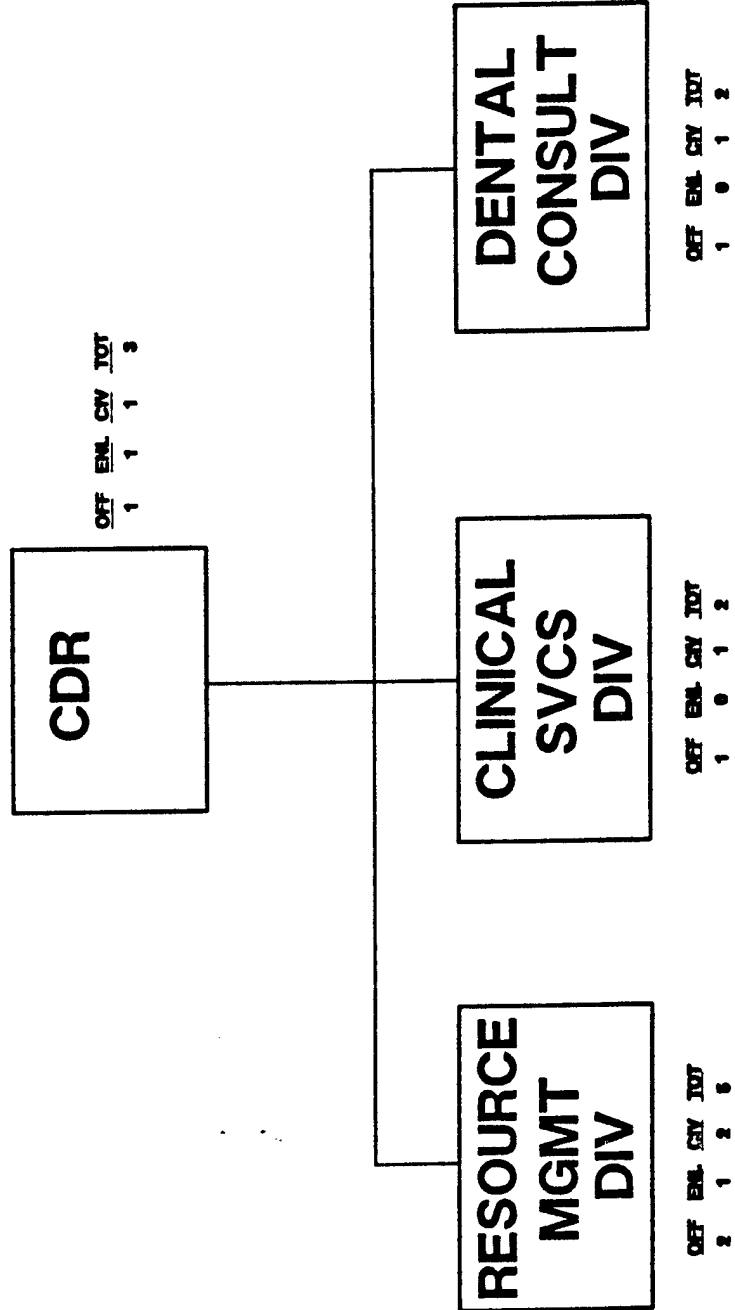 CDR
OFF ENL CIV TOT
1 1 1 3
RESOURCE
MGMT
DIV
OFF ENL CIV TOT
2 1 2 5
CLINICAL
SVCS
DIV
OFF ENL CIV TOT
1 0 1 2
DENTAL
CONSULT
DIV
OFF ENL CIV TOT
1 0 1 2